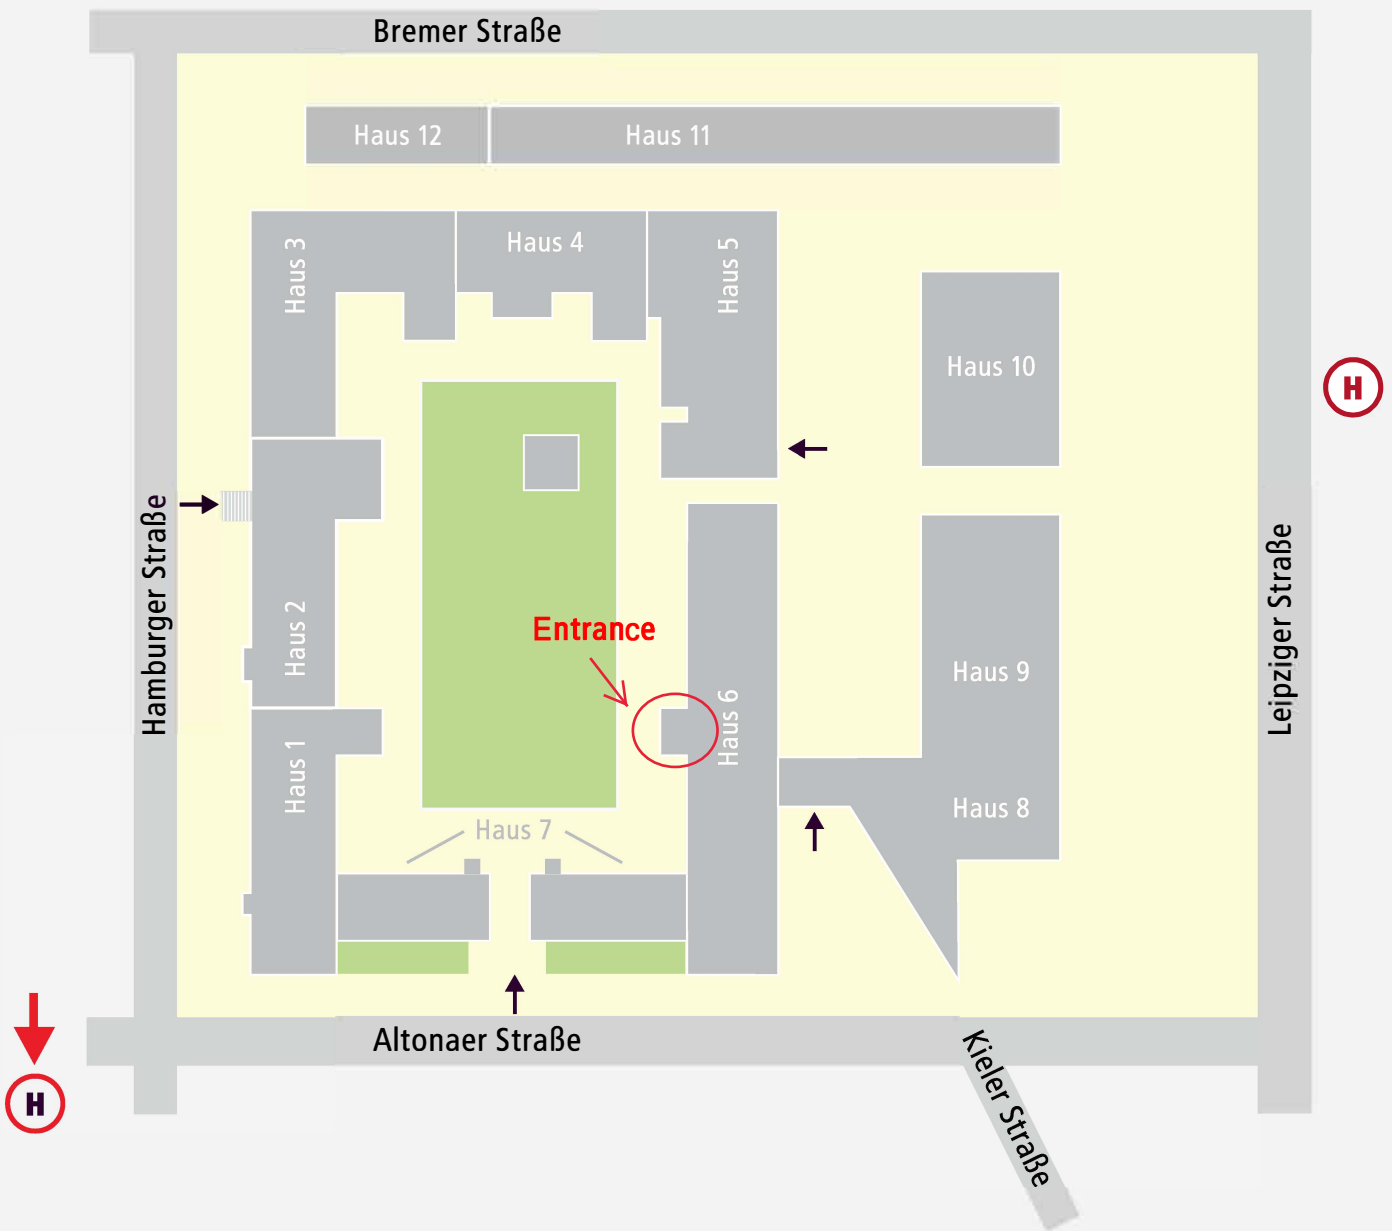 Bremer Straße
Haus 12
Haus 11
Haus 3
Haus 4
Haus 5
Haus 10
H
Hamburger Straße
Leipziger Straße
Haus 2
Entrance
Haus 9
Haus 6
Haus 1
Haus 8
Haus 7
Altonaer Straße
Kieler Straße
H